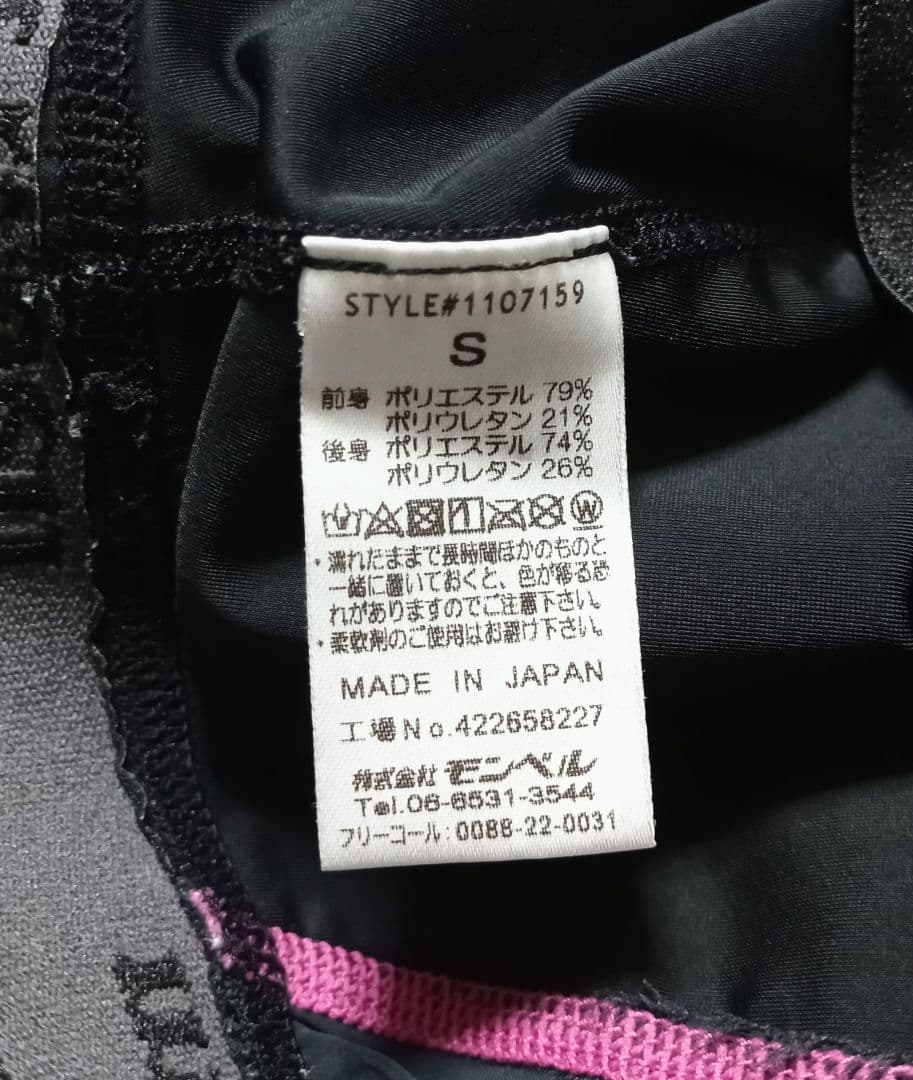 STYLE#1107159
S
前身 ポリエステル 79%
ポリウレタン 21%
後身 ポリエステル 74%
ポリウレタン 26%
W
・濡れたままで長時間ほかのものと
一緒に置いておくと、色が移る恐
れがありますのでご注意下さい。
・柔軟剤のご使用はお避け下さい。
MADE IN JAPAN
工場No.422658227
株式会社 モンベル
Tel.06-6531-3544
フリーコール:0088-22-0031